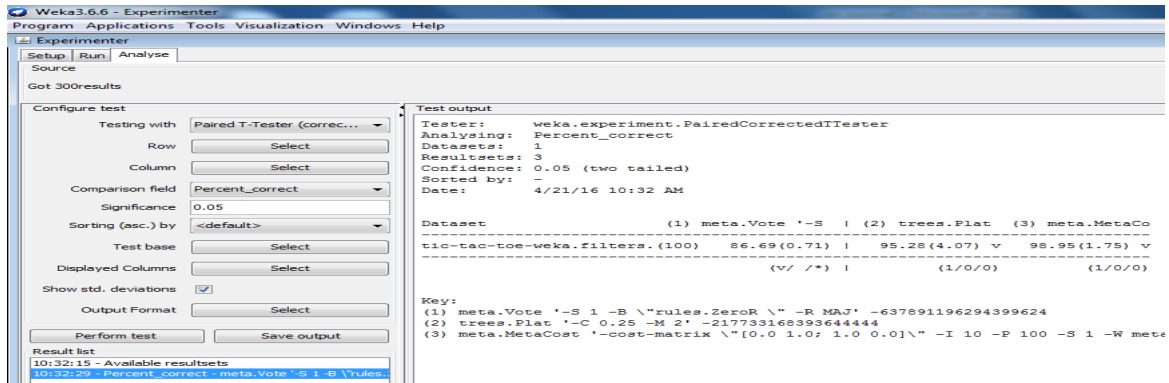 Weka3.6.6 - Experimenter
Program Applications Tools Visualization Windows Help
Experimenter
Setup Run Analyse
Source
Got 300results
Configure test
Testing with Paired T-Tester (correc...
Row Select
Column Select
Comparison field Percent_correct
Significance 0.05
Sorting (asc.) by <default>
Test base Select
Displayed Columns Select
Show std. deviations
Output Format Select
Perform test Save output
Result list
10:32:15 - Available resultsets
10:32:29 - Percent_correct - meta.Vote '-S 1 -B \"rules.
Test output
Tester: weka.experiment.PairedCorrectedTTester
Analysing: Percent_correct
Datasets: 1
Resultsets: 3
Confidence: 0.05 (two tailed)
Sorted by: -
Date: 4/21/16 10:32 AM
Dataset (1) meta.Vote '-S | (2) trees.Plat (3) meta.MetaCo
tic-tac-toe-weka.filters.(100) 86.69(0.71) | 95.28(4.07) v 98.95(1.75) v
(v/ /*) | (1/0/0) (1/0/0)
Key:
(1) meta.Vote '-S 1 -B \"rules.ZeroR \" -R MAJ' -637891196294399624
(2) trees.Plat '-C 0.25 -M 2' -217733168393644444
(3) meta.MetaCost '-cost-matrix \"[0.0 1.0; 1.0 0.0]\" -I 10 -P 100 -S 1 -W meta